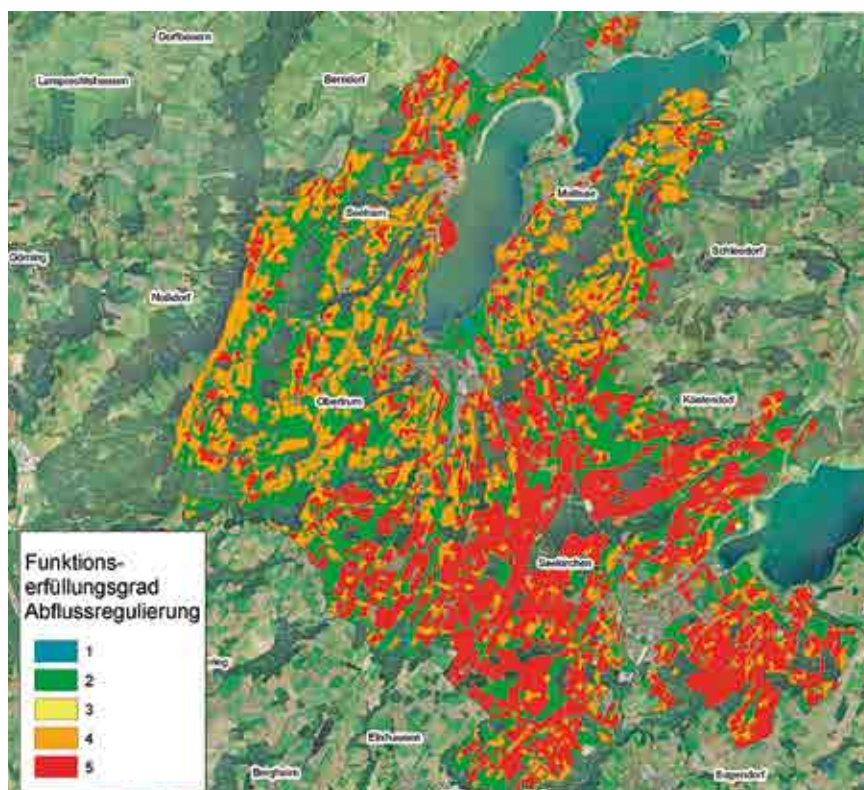 Dorfbeuern
Lamprechtshausen
Berndorf
Seeham
Mattsee
Göming
Schleedorf
Nußdorf
Obertrum
Köstendorf
Seekirchen
Funktions-
erfüllungsgrad
Abflussregulierung
1
2
3
4
5
Elixhausen
Bergheim
Eugendorf